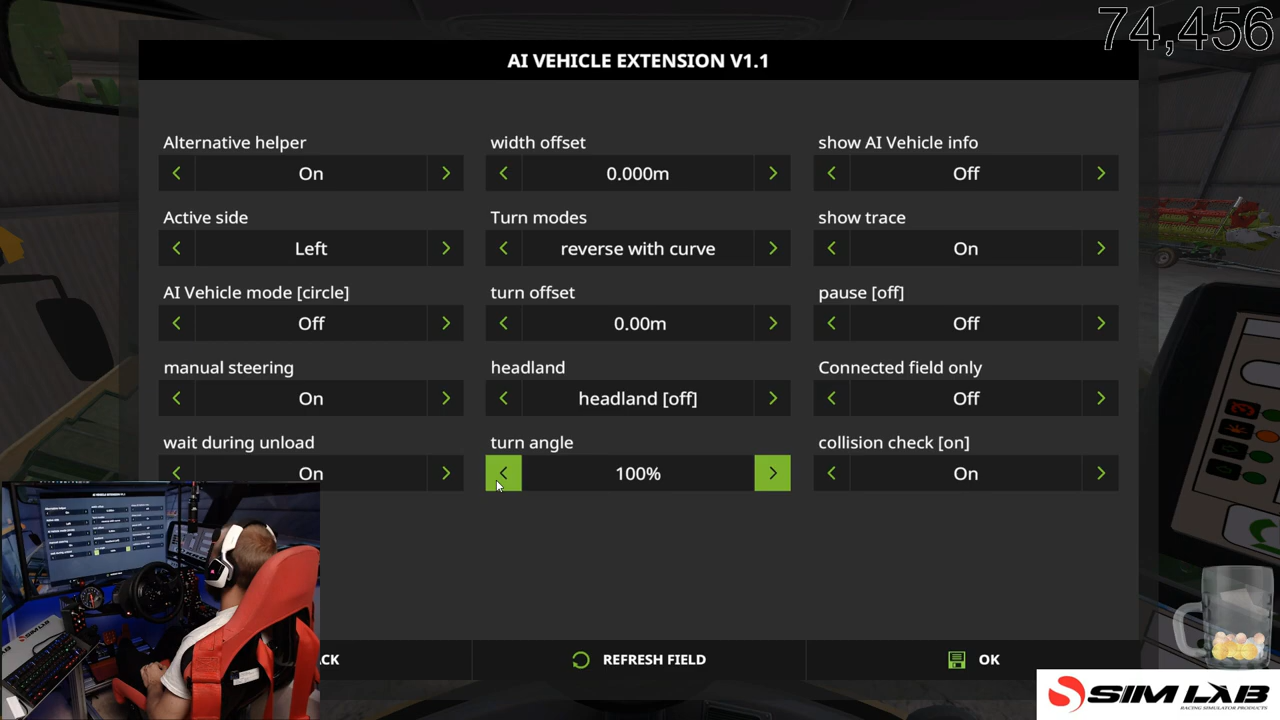 74,456
AI VEHICLE EXTENSION V1.1
Alternative helper
On
width offset
0.000m
show AI Vehicle info
Off
Active side
Left
Turn modes
reverse with curve
show trace
On
AI Vehicle mode [circle]
Off
turn offset
0.00m
pause [off]
Off
manual steering
On
headland
headland [off]
Connected field only
Off
wait during unload
On
turn angle
100%
collision check [on]
On
CK
REFRESH FIELD
OK
SIM LAB
RACING SIMULATOR PRODUCTS